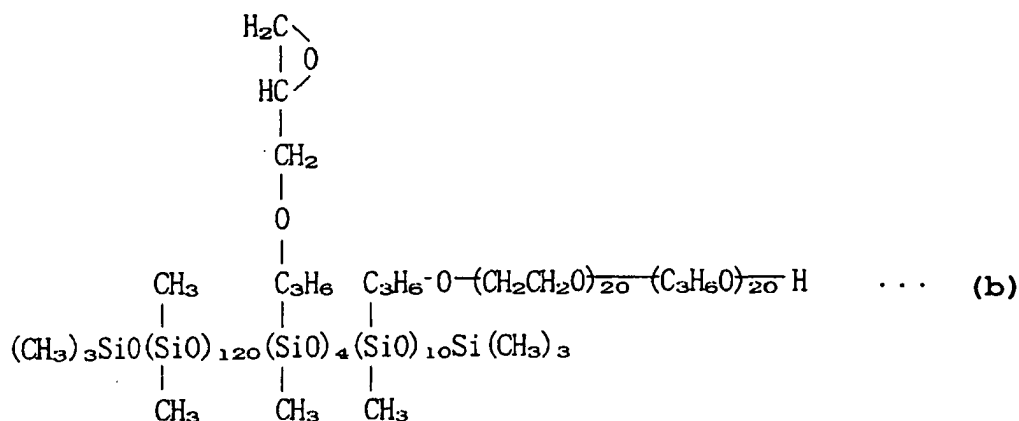 H₂C
O
HC
CH₂
O
CH₃ C₃H₆ C₃H₆-O-(CH₂CH₂O)₂₀-(C₃H₆O)₂₀-H ··· (b)
(CH₃)₃SiO(SiO)₁₂₀(SiO)₄(SiO)₁₀Si(CH₃)₃
CH₃ CH₃ CH₃